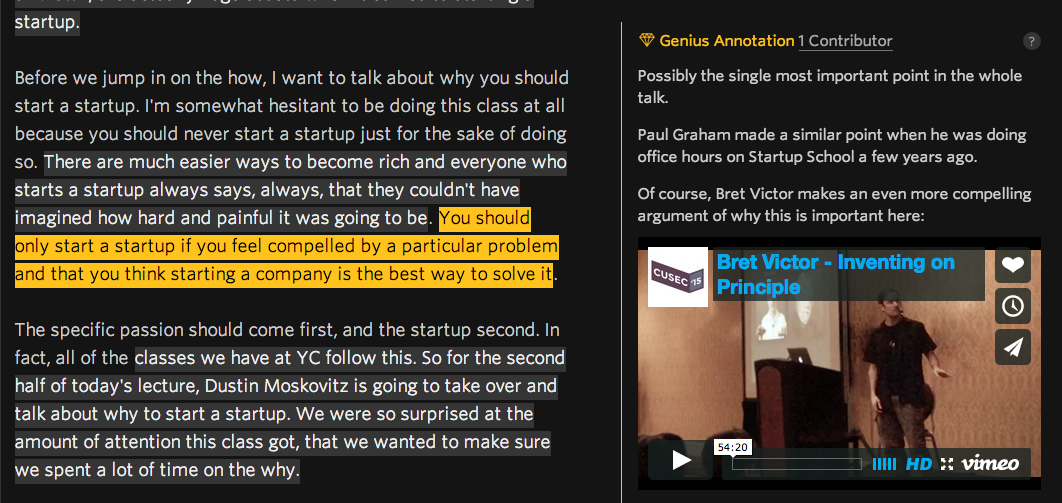 startup.
Before we jump in on the how, I want to talk about why you should
start a startup. I'm somewhat hesitant to be doing this class at all
because you should never start a startup just for the sake of doing
so. There are much easier ways to become rich and everyone who
starts a startup always says, always, that they couldn't have
imagined how hard and painful it was going to be. You should
only start a startup if you feel compelled by a particular problem
and that you think starting a company is the best way to solve it.
The specific passion should come first, and the startup second. In
fact, all of the classes we have at YC follow this. So for the second
half of today's lecture, Dustin Moskovitz is going to take over and
talk about why to start a startup. We were so surprised at the
amount of attention this class got, that we wanted to make sure
we spent a lot of time on the why.
Genius Annotation 1 Contributor
?
Possibly the single most important point in the whole
talk.
Paul Graham made a similar point when he was doing
office hours on Startup School a few years ago.
Of course, Bret Victor makes an even more compelling
argument of why this is important here:
CUSEC '15
Bret Victor - Inventing on
Principle
54:20
HD
vimeo